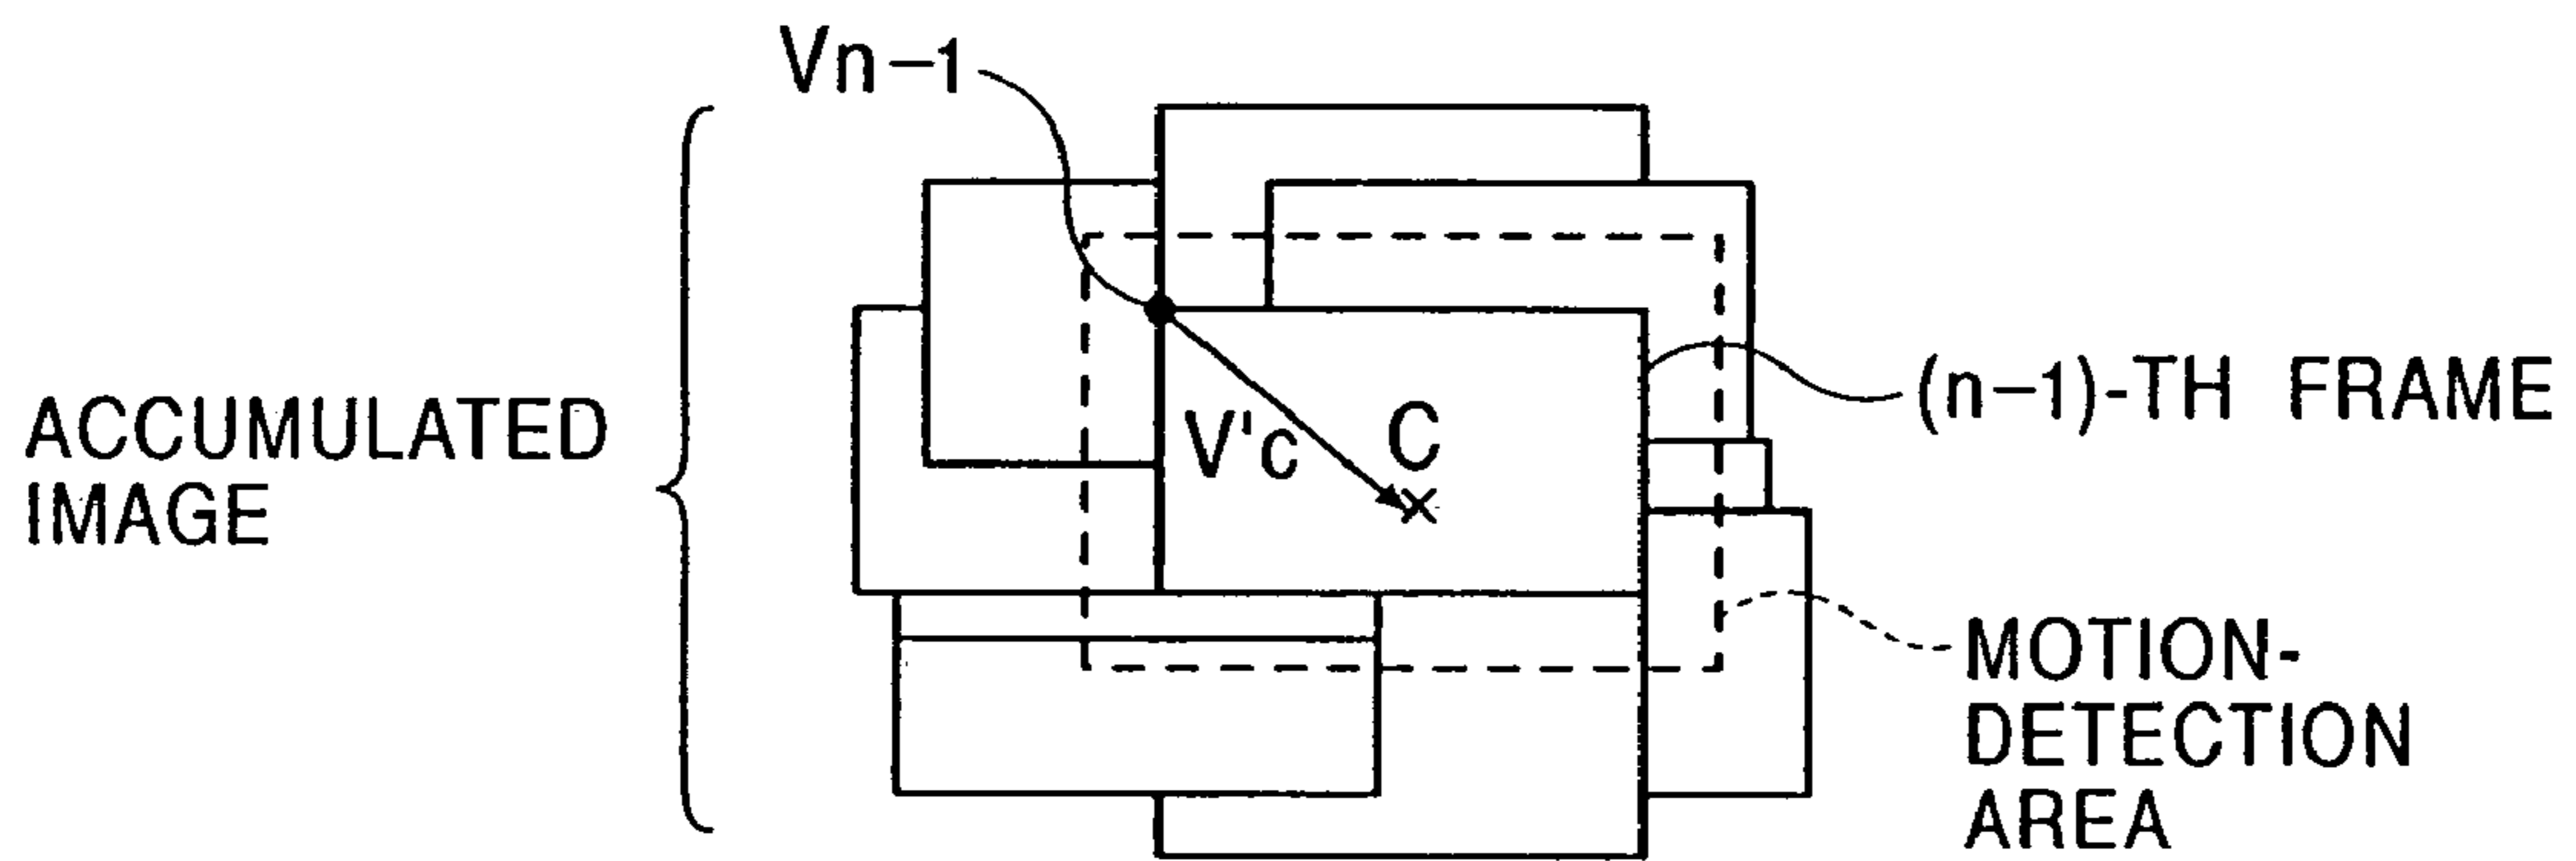 Vn-1
ACCUMULATED
IMAGE
V'c
C
(n-1)-TH FRAME
MOTION-
DETECTION
AREA